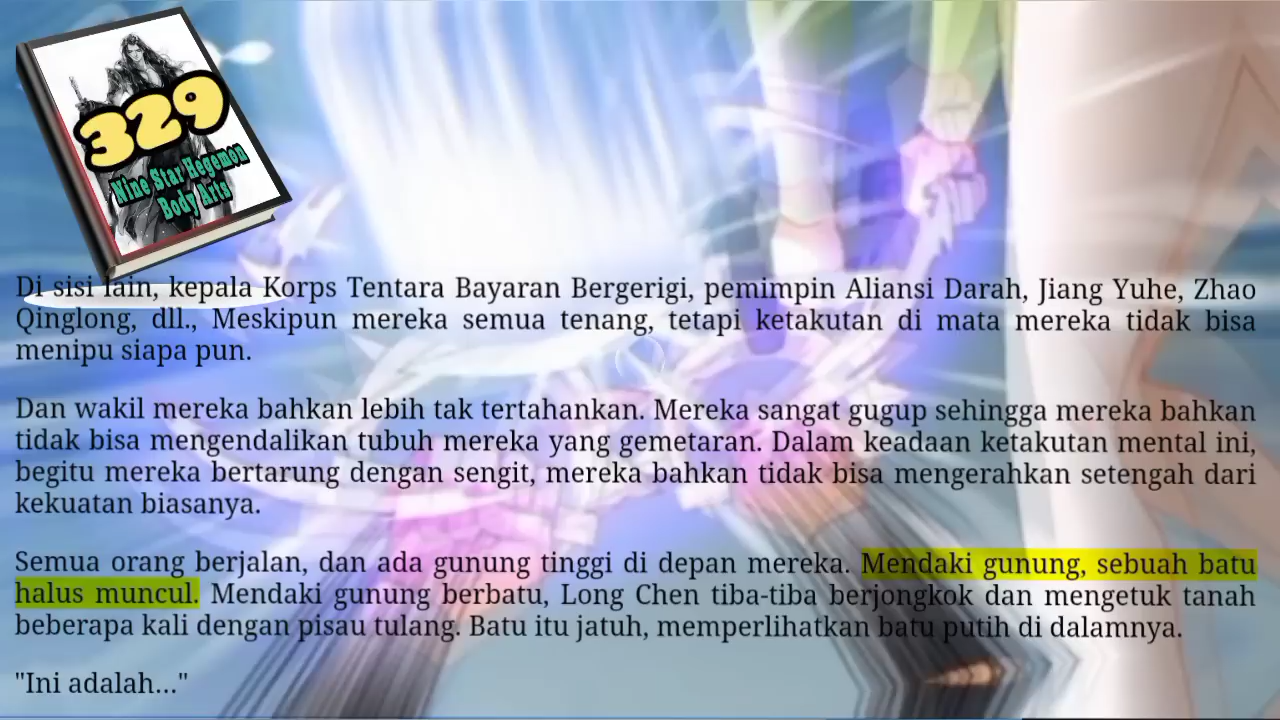 329
Nine Star Hegemon
Body Arts
Di sisi lain, kepala Korps Tentara Bayaran Bergerigi, pemimpin Aliansi Darah, Jiang Yuhe, Zhao
Qinglong, dll., Meskipun mereka semua tenang, tetapi ketakutan di mata mereka tidak bisa
menipu siapa pun.
Dan wakil mereka bahkan lebih tak tertahankan. Mereka sangat gugup sehingga mereka bahkan
tidak bisa mengendalikan tubuh mereka yang gemetaran. Dalam keadaan ketakutan mental ini,
begitu mereka bertarung dengan sengit, mereka bahkan tidak bisa mengerahkan setengah dari
kekuatan biasanya.
Semua orang berjalan, dan ada gunung tinggi di depan mereka. Mendaki gunung, sebuah batu
halus muncul. Mendaki gunung berbatu, Long Chen tiba-tiba berjongkok dan mengetuk tanah
beberapa kali dengan pisau tulang. Batu itu jatuh, memperlihatkan batu putih di dalamnya.
"Ini adalah..."